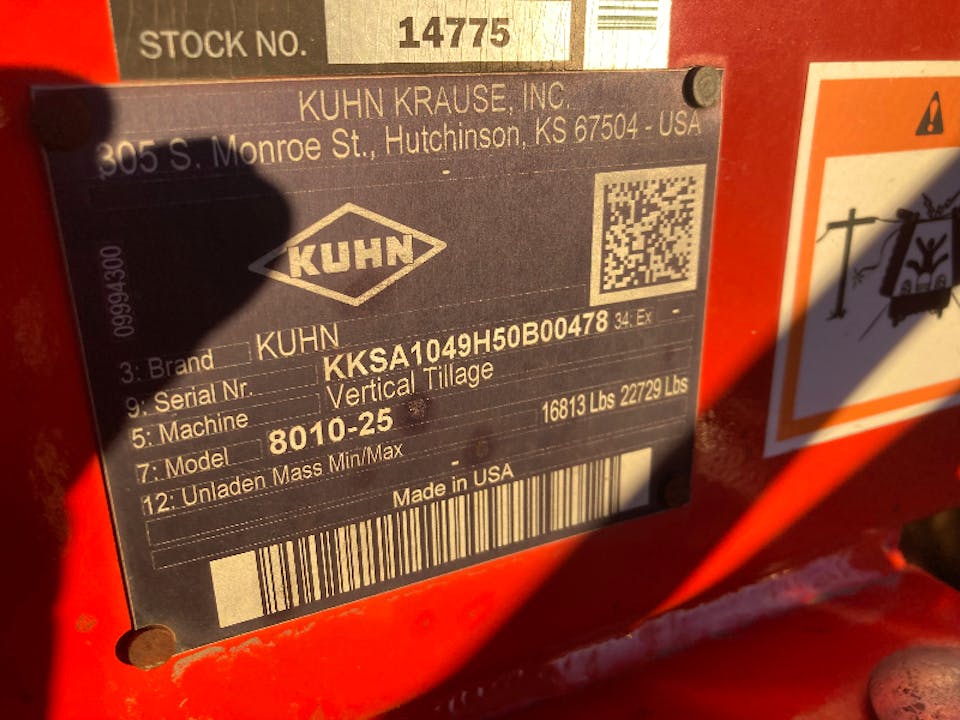 STOCK NO. 14775
KUHN KRAUSE, INC.
305 S. Monroe St., Hutchinson, KS 67504 - USA
-
KUHN
09994300
3: Brand KUHN
9: Serial Nr. KKSA1049H50B00478 34: Ex -
5: Machine Vertical Tillage
7: Model 8010-25
12: Unladen Mass Min/Max 16813 Lbs 22729 Lbs
-
Made in USA